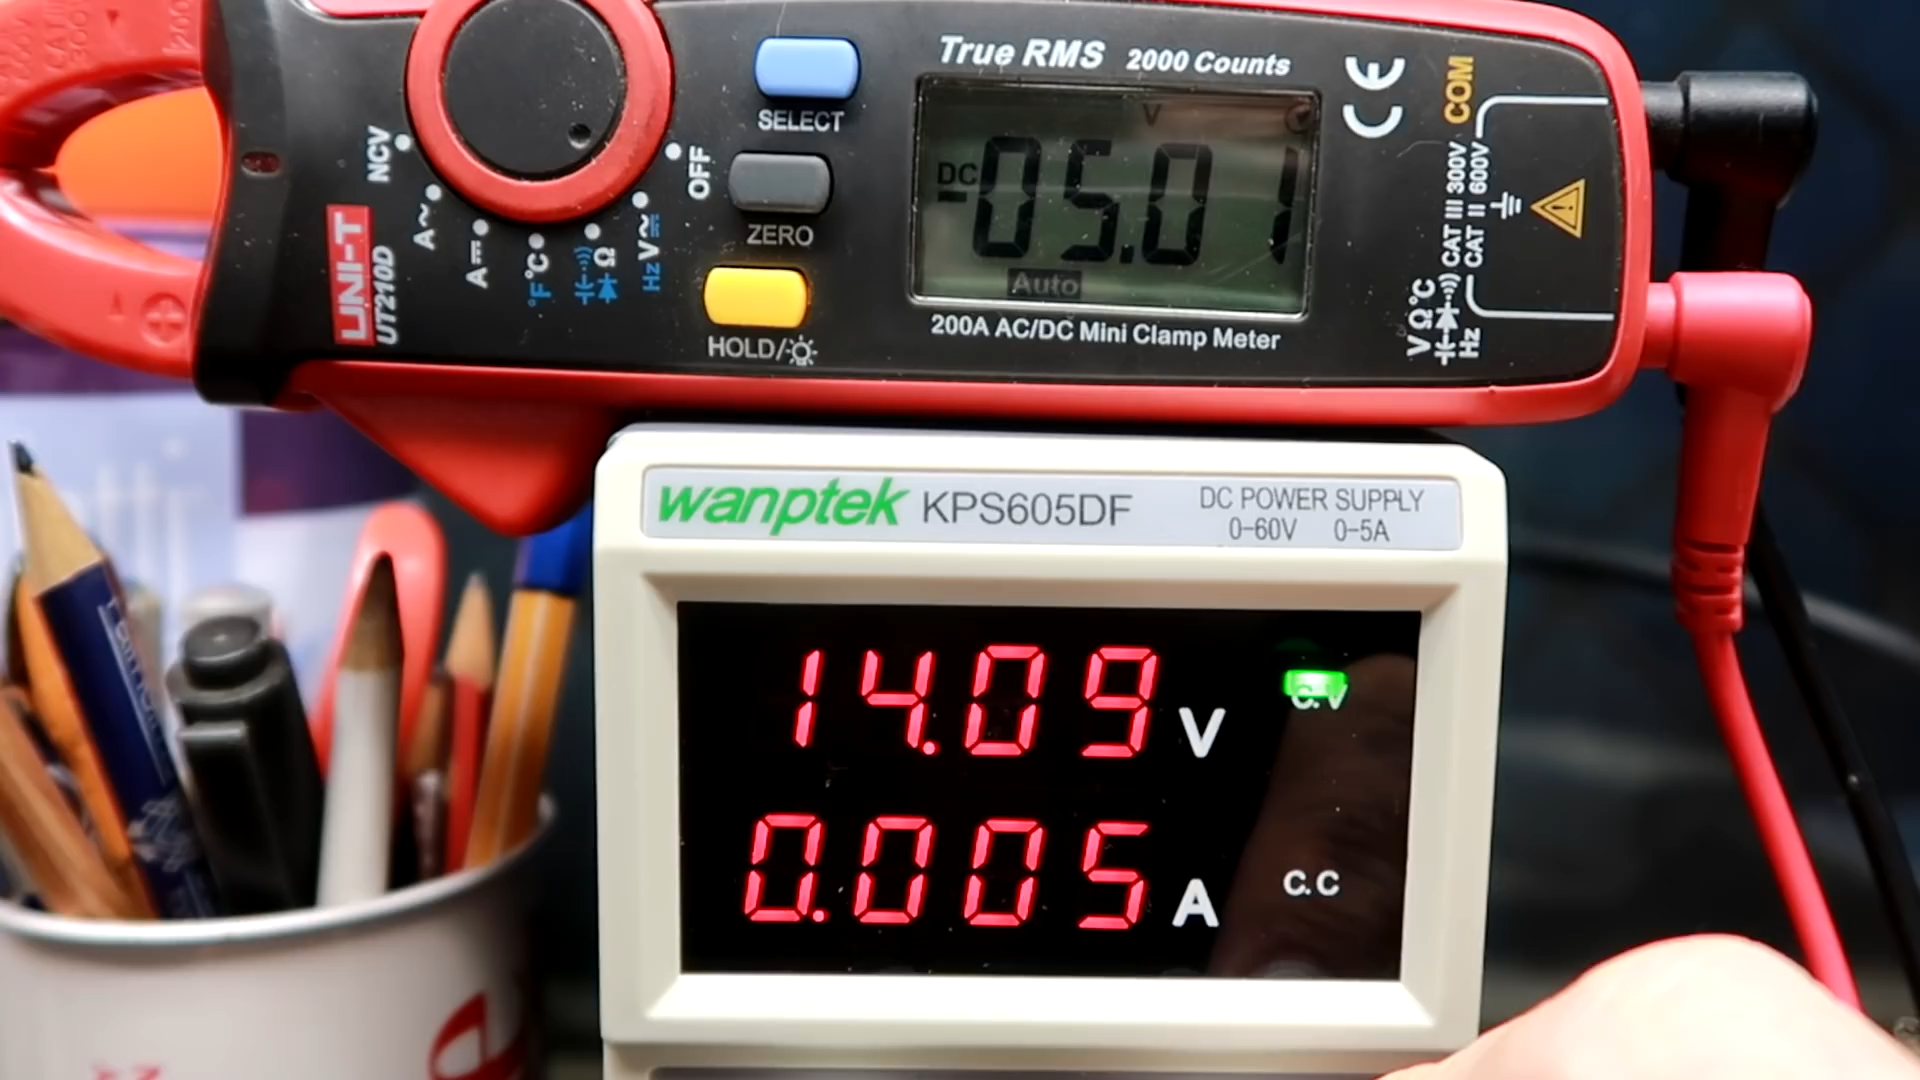 True RMS 2000 Counts
SELECT
ZERO
HOLD/
NCV
A~
A
°F°C
Ω
Hz V~
OFF
UNI-T
UT210D
V
DC
05.01
Auto
200A AC/DC Mini Clamp Meter
CE
COM
CAT III 300V
CAT II 600V
VΩ°C
Hz
wanptek KPS605DF
DC POWER SUPPLY
0-60V 0-5A
14.09 V
C.V
0.005 A
C.C